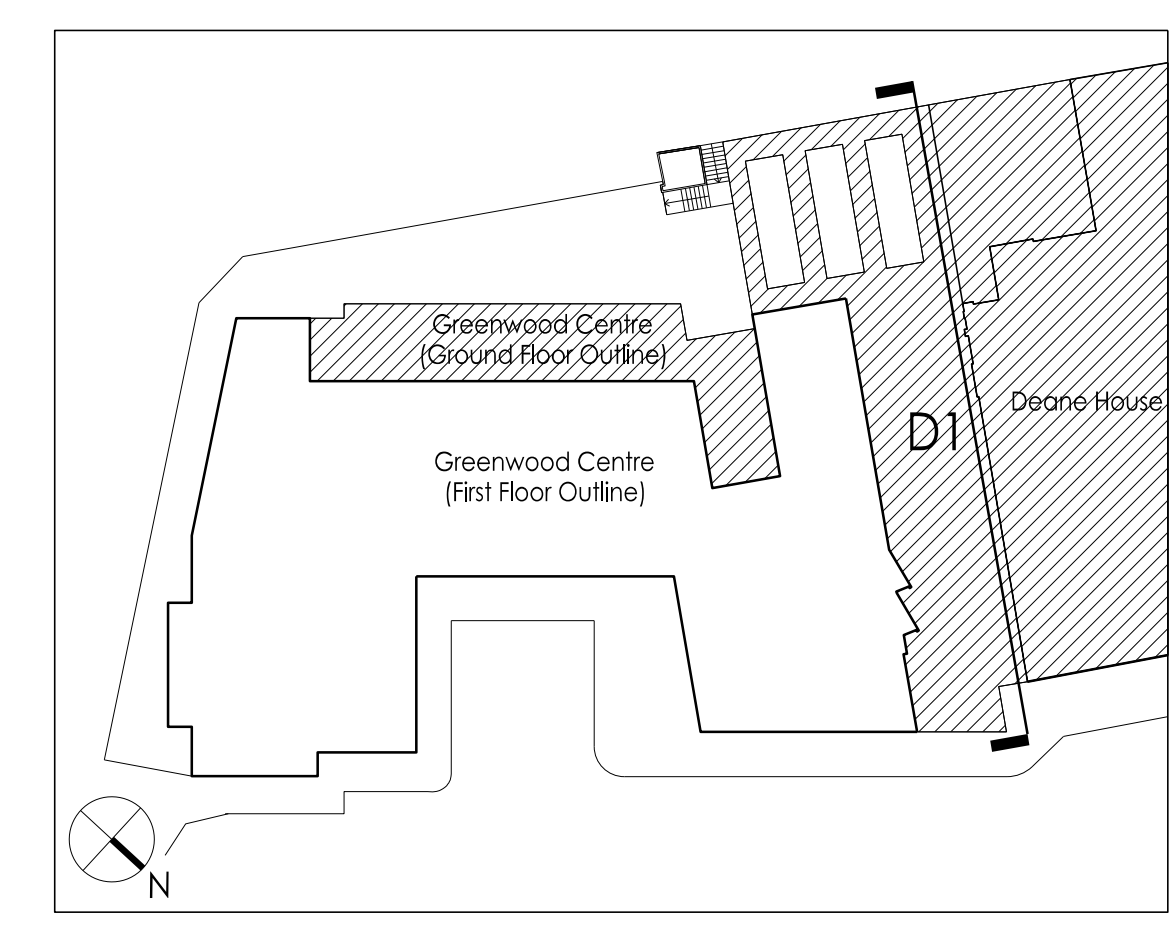 Greenwood Centre
(Ground Floor Outline)
Deane House
D1
Greenwood Centre
(First Floor Outline)
N